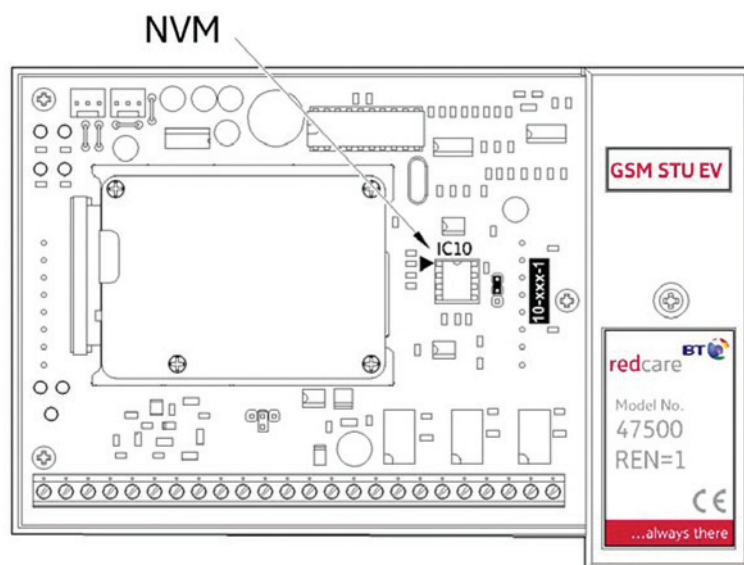 NVM
IC10
10-xxx-1
GSM STU EV
BT
redcare
Model No.
47500
REN=1
CE
...always there